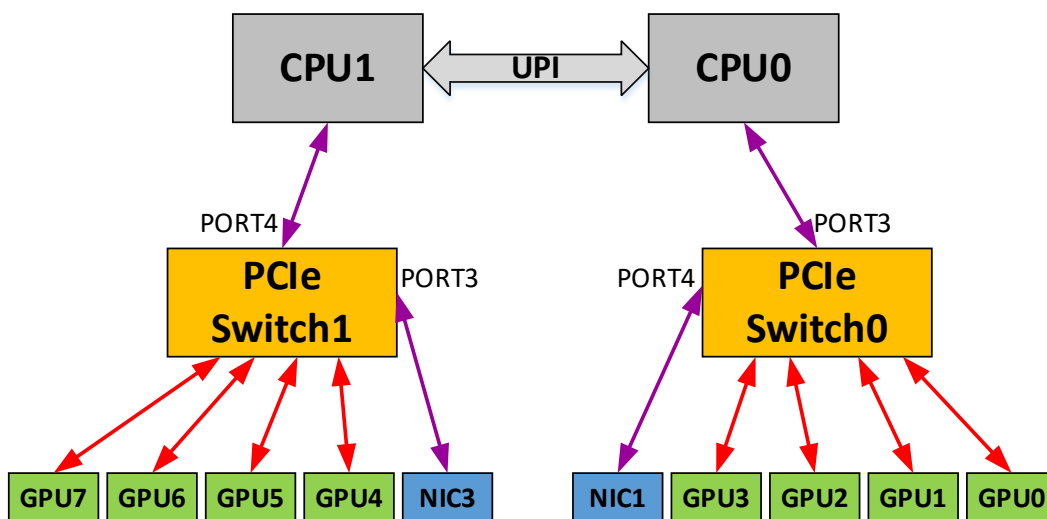 CPU1
UPI
CPU0
PORT4
PORT3
PCIe
Switch1
PORT3
PORT4
PCIe
Switch0
GPU7
GPU6
GPU5
GPU4
NIC3
NIC1
GPU3
GPU2
GPU1
GPU0